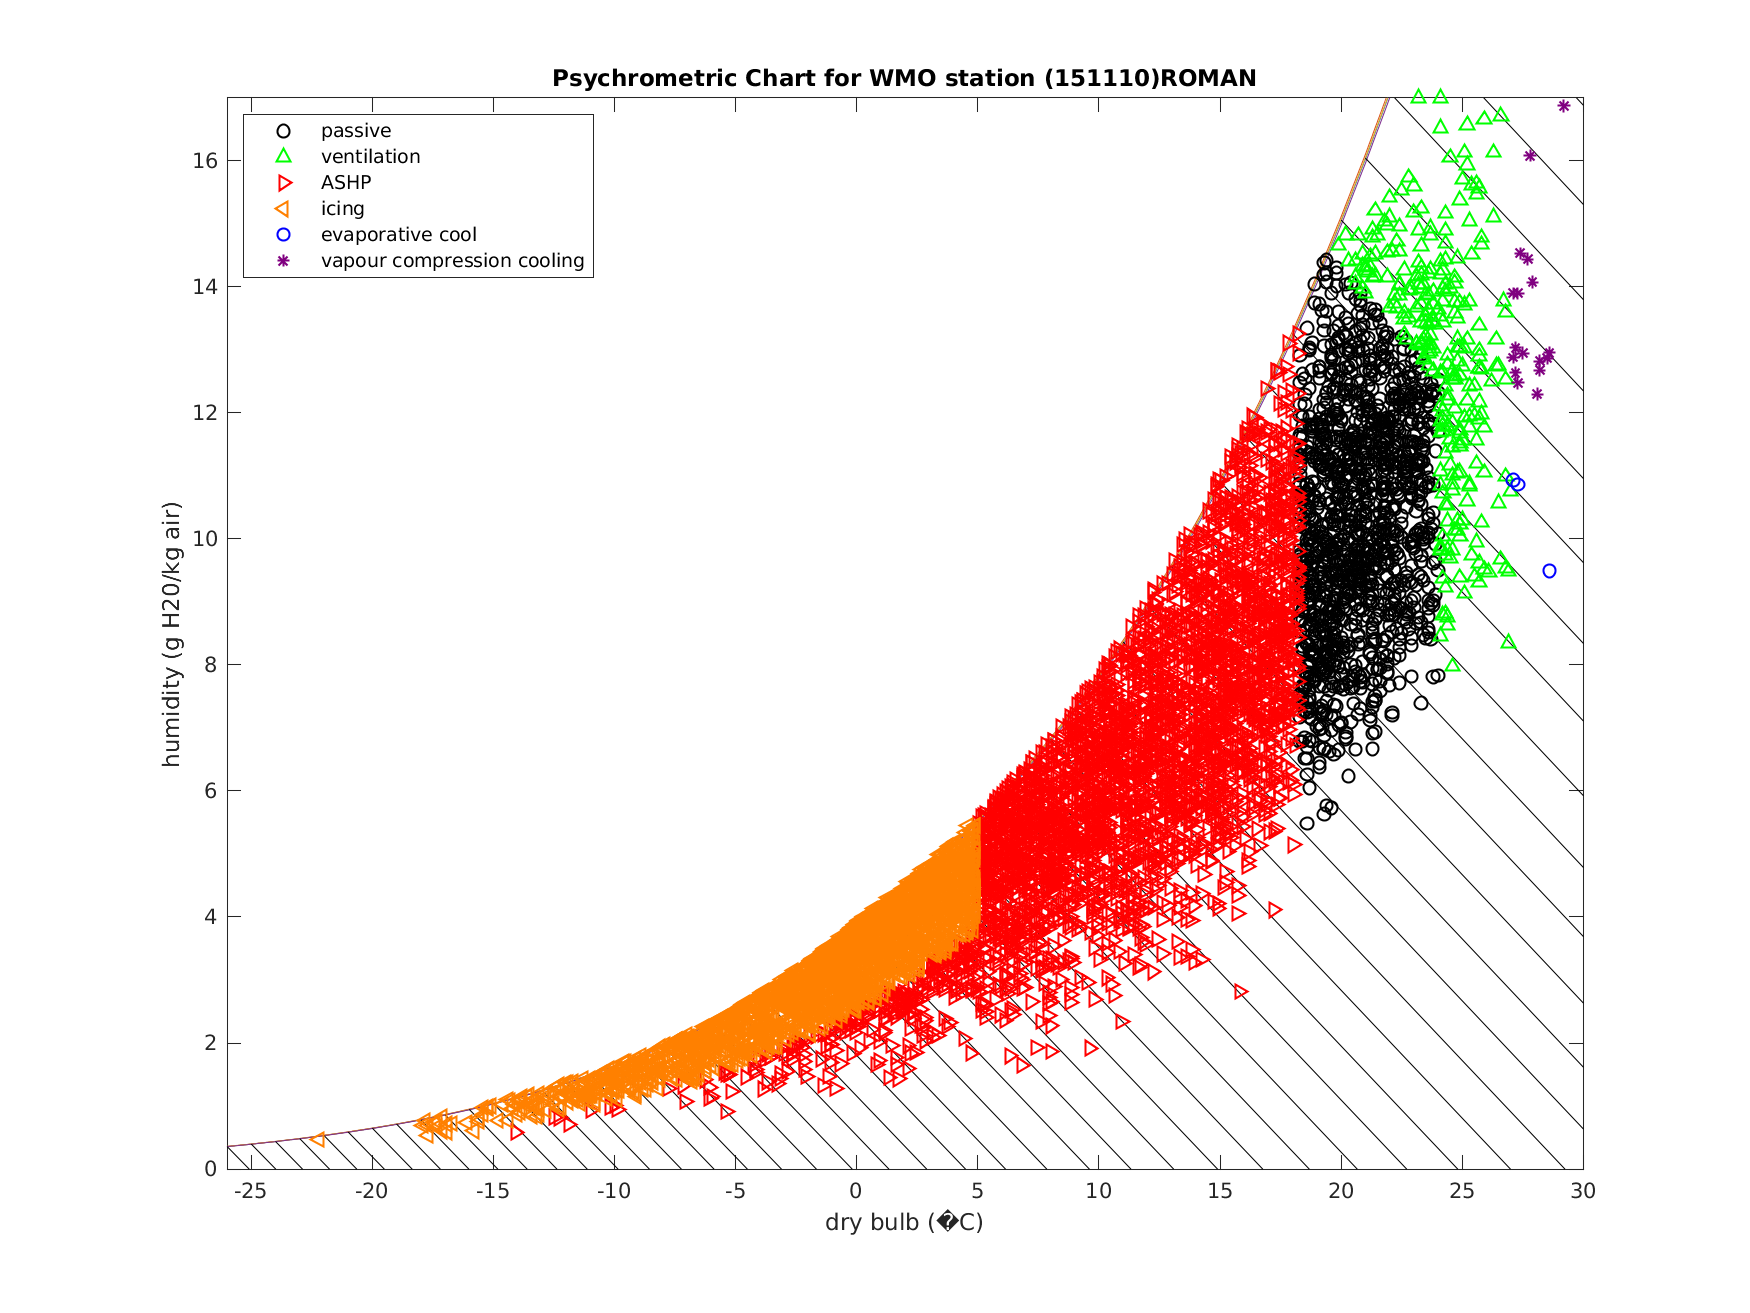 Psychrometric Chart for WMO station (151110)ROMAN
passive
ventilation
ASHP
icing
evaporative cool
vapour compression cooling
humidity (g H20/kg air)
16
14
12
10
8
6
4
2
0
-25 -20 -15 -10 -5 0 5 10 15 20 25 30
dry bulb (�C)